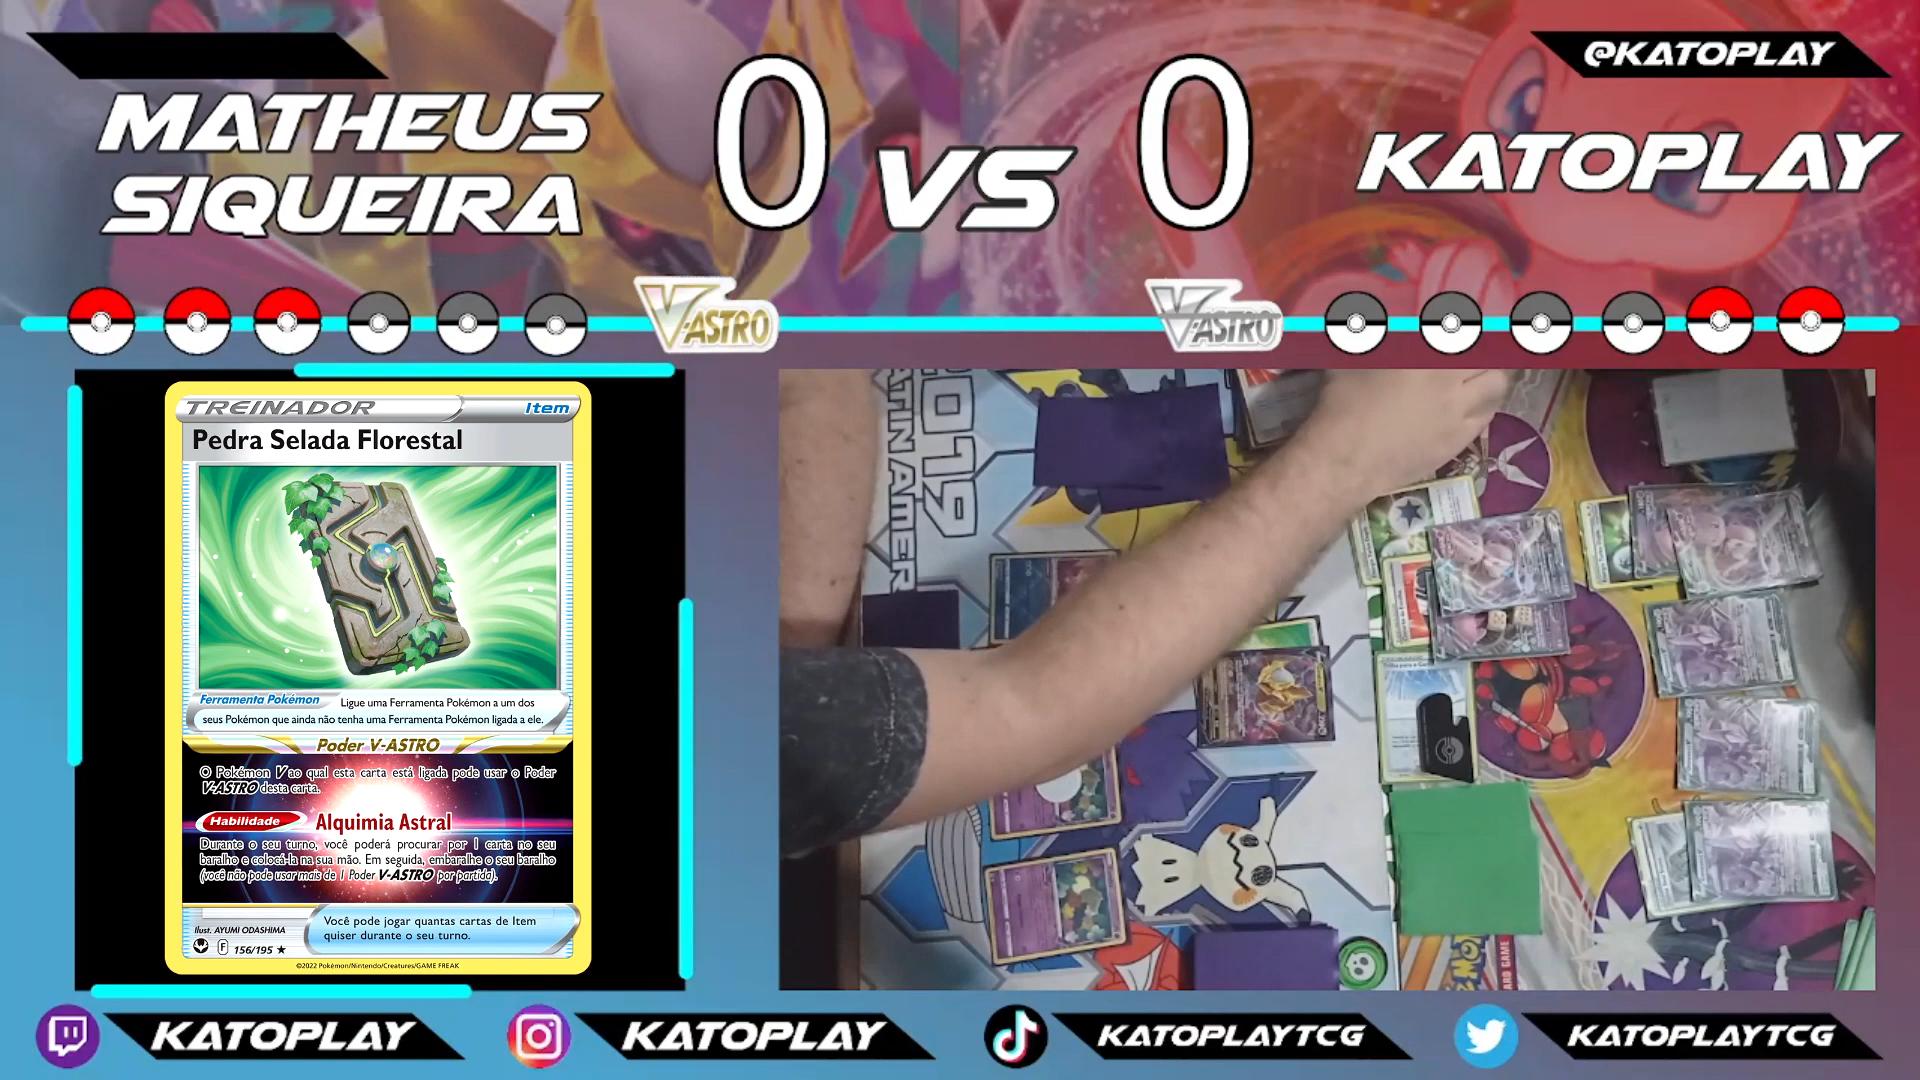 @KATOPLAY
MATHEUS
SIQUEIRA
0 VS 0
KATOPLAY
V-ASTRO
V-ASTRO
TREINADOR Item
Pedra Selada Florestal
Ferramenta Pokémon Ligue uma Ferramenta Pokémon a um dos
seus Pokémon que ainda não tenha uma Ferramenta Pokémon ligada a ele.
Poder V-ASTRO
O Pokémon V ao qual esta carta está ligada pode usar o Poder
V-ASTRO desta carta.
Habilidade Alquimia Astral
Durante o seu turno, você poderá procurar por 1 carta no seu
baralho e colocá-la na sua mão. Em seguida, embaralhe o seu baralho
(você não pode usar mais de 1 Poder V-ASTRO por partida).
Você pode jogar quantas cartas de Item
quiser durante o seu turno.
Ilust. AYUMI ODASHIMA
F 156/195 ★
©2022 Pokémon/Nintendo/Creatures/GAME FREAK
2019
ATIN AMER
KATOPLAY
KATOPLAY
KATOPLAYTCG
KATOPLAYTCG